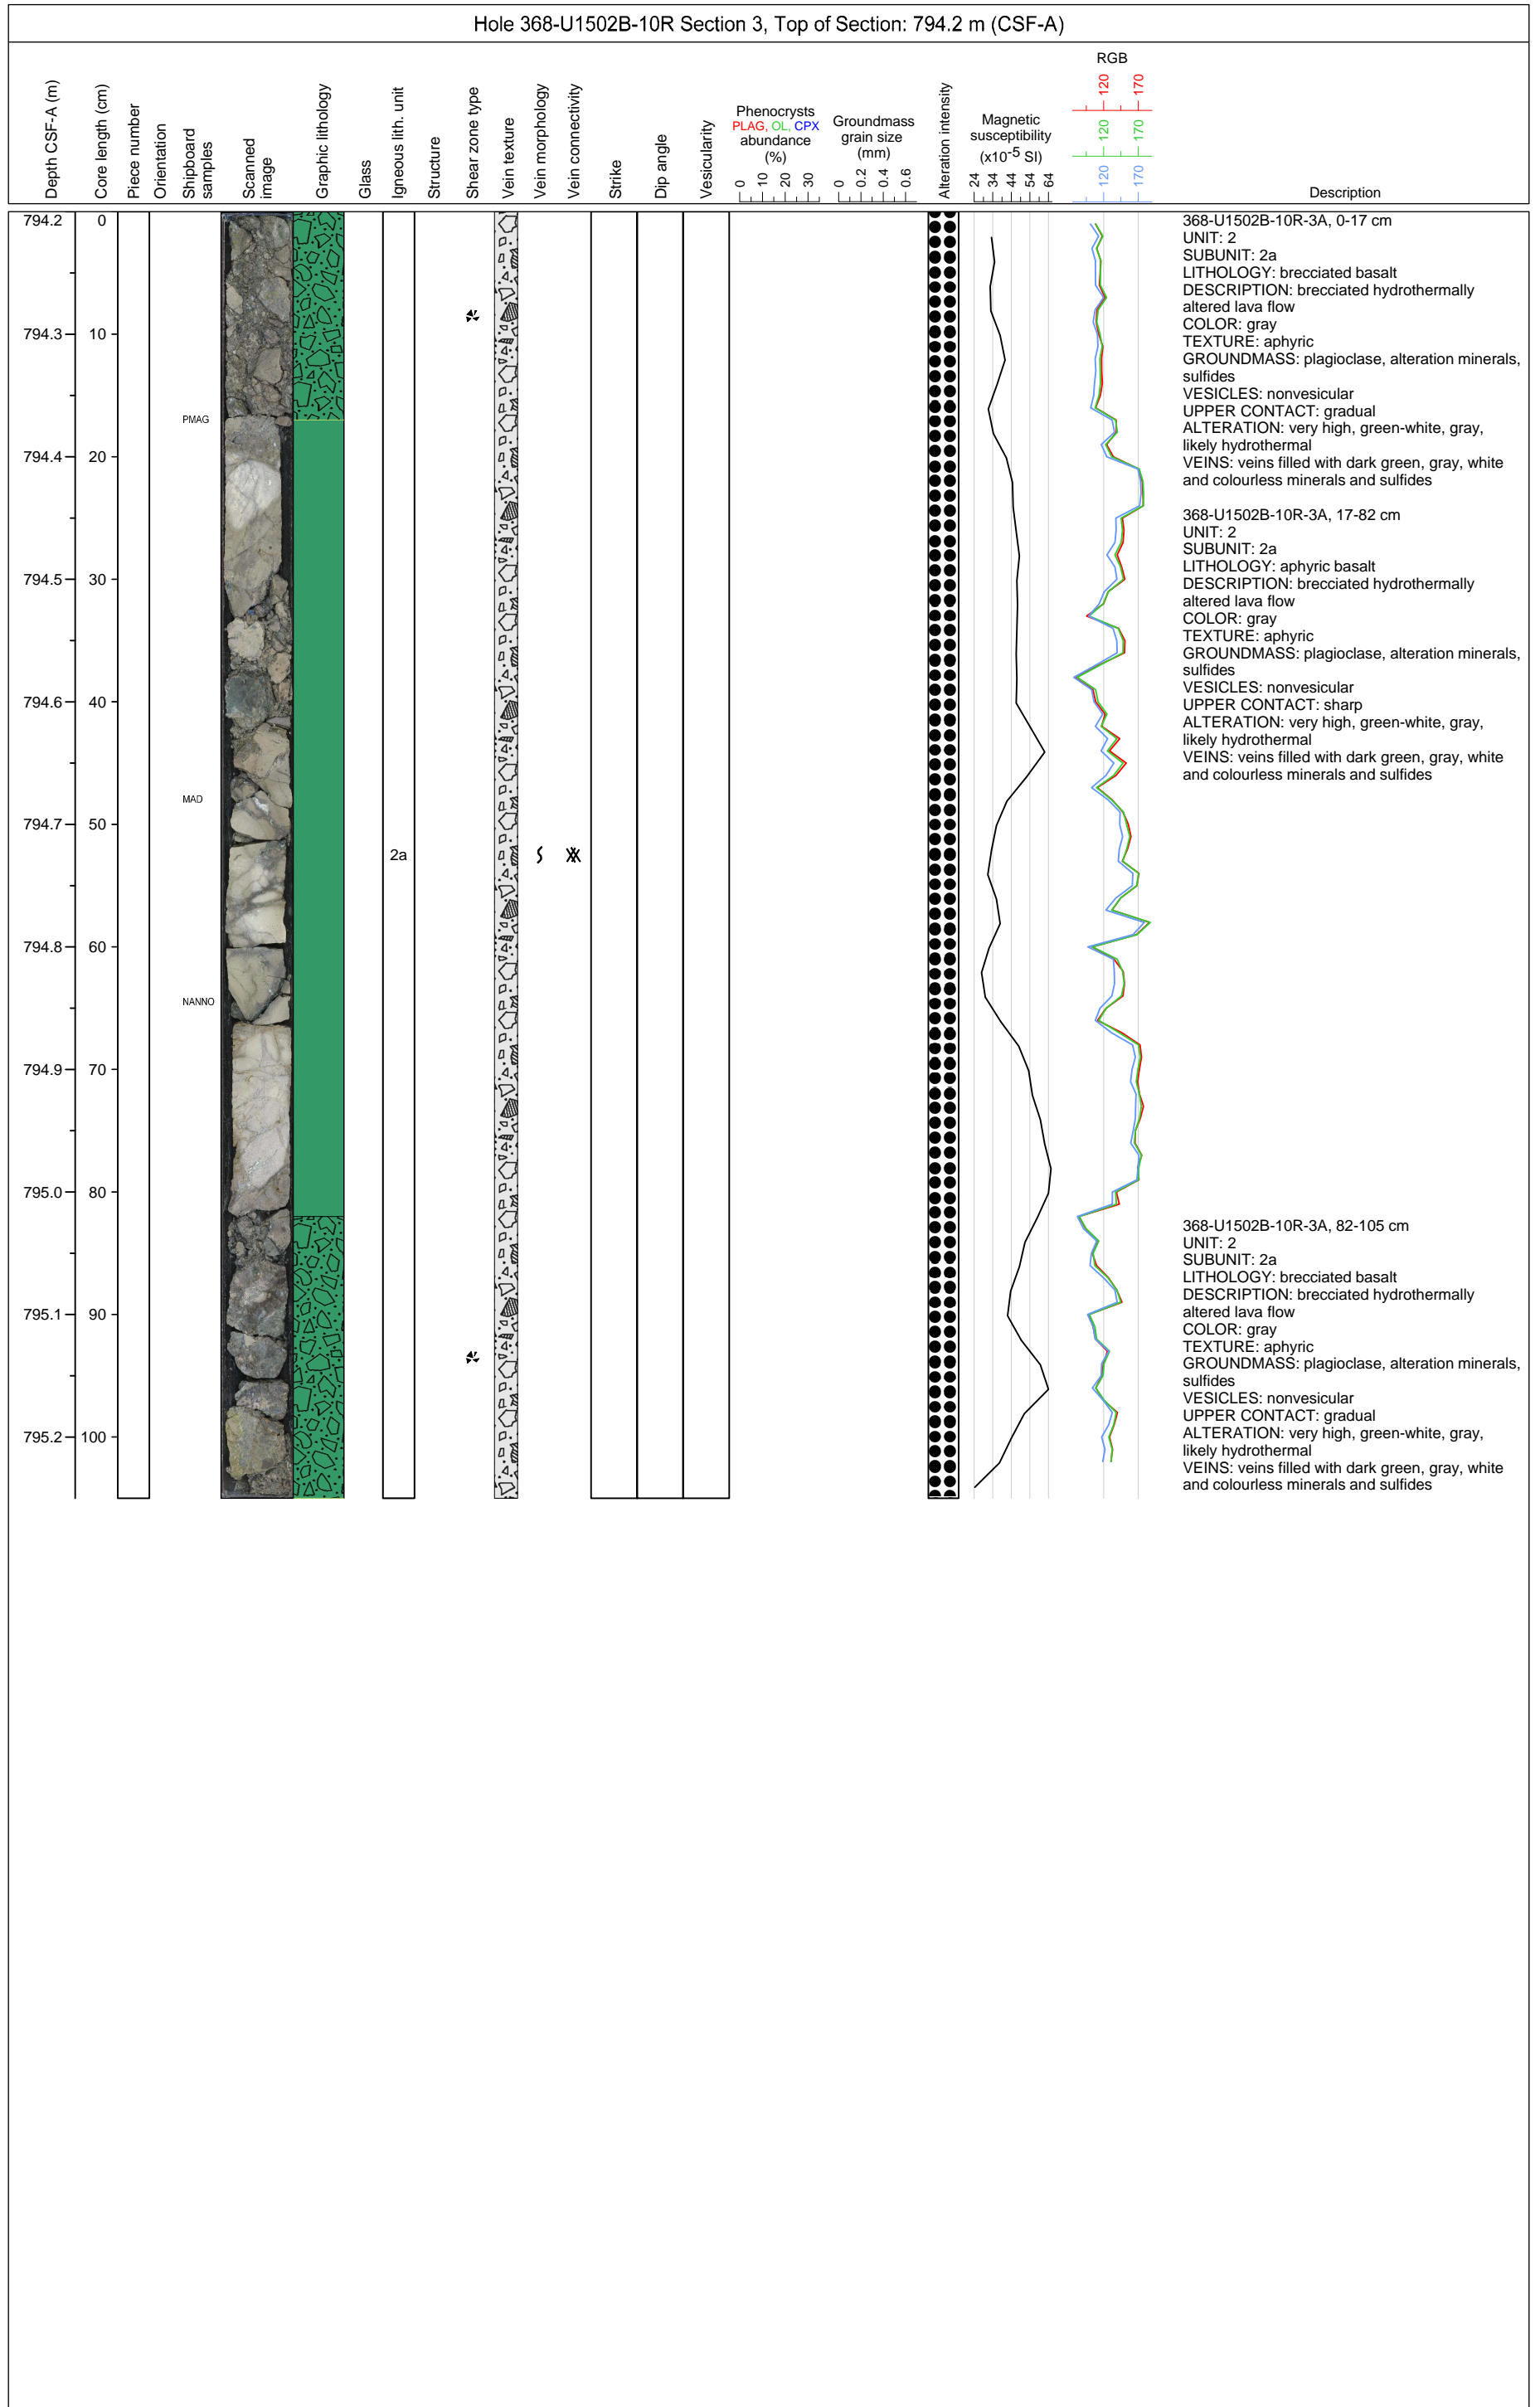 Hole 368-U1502B-10R Section 3, Top of Section: 794.2 m (CSF-A)
Depth CSF-A (m)
Core length (cm)
Piece number
Orientation
Shipboard
samples
Scanned
image
Graphic lithology
Glass
Igneous lith. unit
Structure
Shear zone type
Vein texture
Vein morphology
Vein connectivity
Strike
Dip angle
Vesicularity
Phenocrysts
PLAG, OL, CPX
abundance
(%)
0 10 20 30
Groundmass
grain size
(mm)
0 0.2 0.4 0.6
Alteration intensity
Magnetic
susceptibility
(x10-5 SI)
24 34 44 54 64
RGB
120 170
120 170
120 170
Description
794.2 0
794.3 10
794.4 20
794.5 30
794.6 40
794.7 50
794.8 60
794.9 70
795.0 80
795.1 90
795.2 100
PMAG
MAD
NANNO
2a
368-U1502B-10R-3A, 0-17 cm
UNIT: 2
SUBUNIT: 2a
LITHOLOGY: brecciated basalt
DESCRIPTION: brecciated hydrothermally
altered lava flow
COLOR: gray
TEXTURE: aphyric
GROUNDMASS: plagioclase, alteration minerals,
sulfides
VESICLES: nonvesicular
UPPER CONTACT: gradual
ALTERATION: very high, green-white, gray,
likely hydrothermal
VEINS: veins filled with dark green, gray, white
and colourless minerals and sulfides
368-U1502B-10R-3A, 17-82 cm
UNIT: 2
SUBUNIT: 2a
LITHOLOGY: aphyric basalt
DESCRIPTION: brecciated hydrothermally
altered lava flow
COLOR: gray
TEXTURE: aphyric
GROUNDMASS: plagioclase, alteration minerals,
sulfides
VESICLES: nonvesicular
UPPER CONTACT: sharp
ALTERATION: very high, green-white, gray,
likely hydrothermal
VEINS: veins filled with dark green, gray, white
and colourless minerals and sulfides
368-U1502B-10R-3A, 82-105 cm
UNIT: 2
SUBUNIT: 2a
LITHOLOGY: brecciated basalt
DESCRIPTION: brecciated hydrothermally
altered lava flow
COLOR: gray
TEXTURE: aphyric
GROUNDMASS: plagioclase, alteration minerals,
sulfides
VESICLES: nonvesicular
UPPER CONTACT: gradual
ALTERATION: very high, green-white, gray,
likely hydrothermal
VEINS: veins filled with dark green, gray, white
and colourless minerals and sulfides